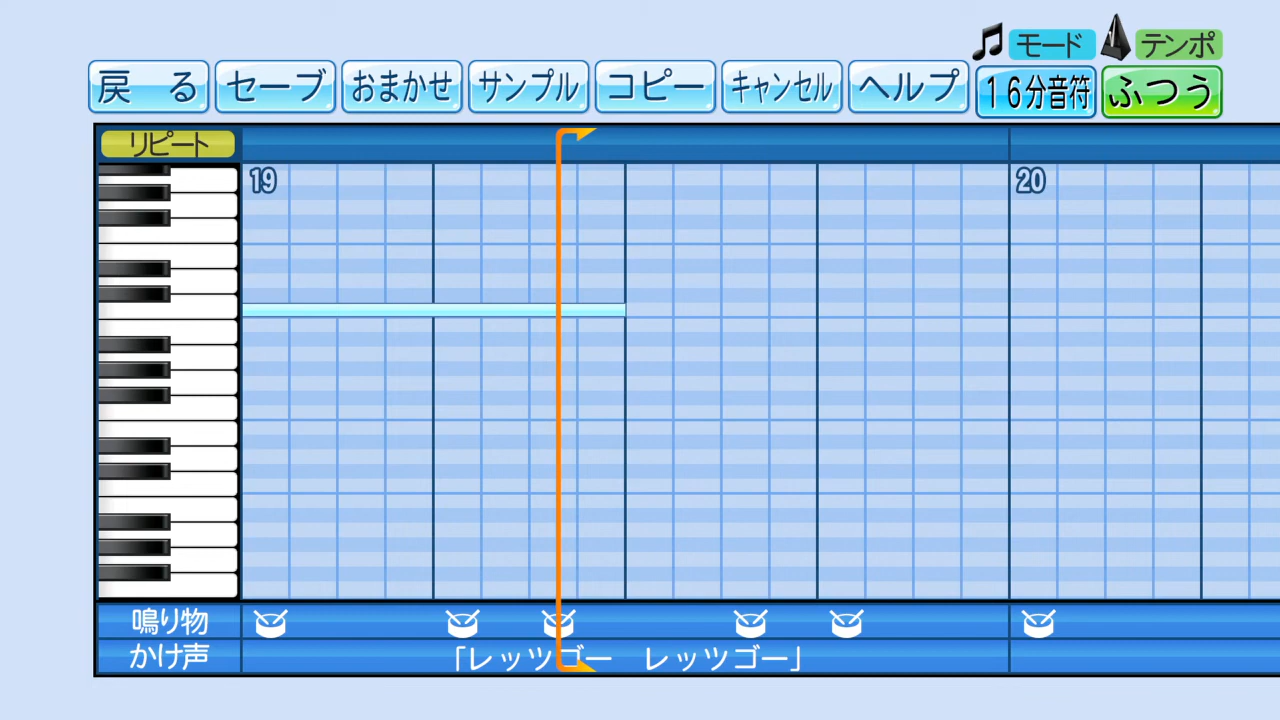 モード テンポ
戻る セーブ おまかせ サンプル コピー キャンセル ヘルプ 16分音符 ふつう
リピート
19 20
鳴り物
かけ声 「レッツゴー レッツゴー」